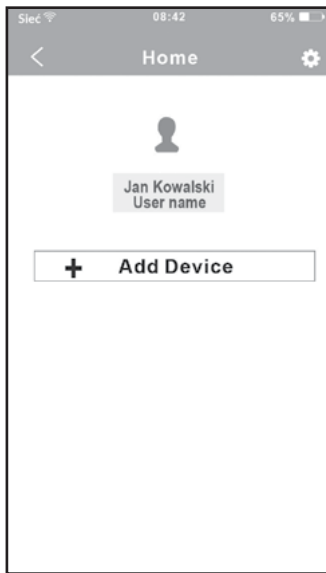 Sieć 08:42 65%
Home
Jan Kowalski
User name
+ Add Device